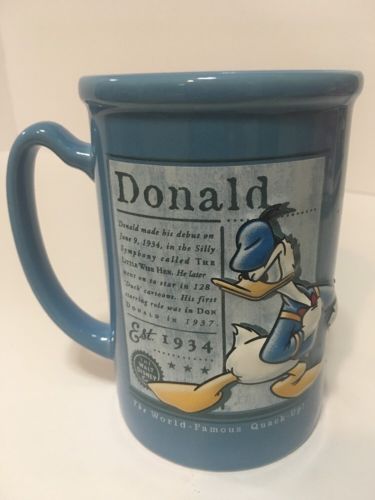 Donald
Donald made his debut on
June 9, 1934, in the Silly
Symphony called THE
LITTLE WISE HEN. He later
went on to star in 128
'Duck' cartoons. His first
starring role was in DON
DONALD in 1937.
Est. 1934
WALT
DISNEY
The World-Famous Quack-Up!